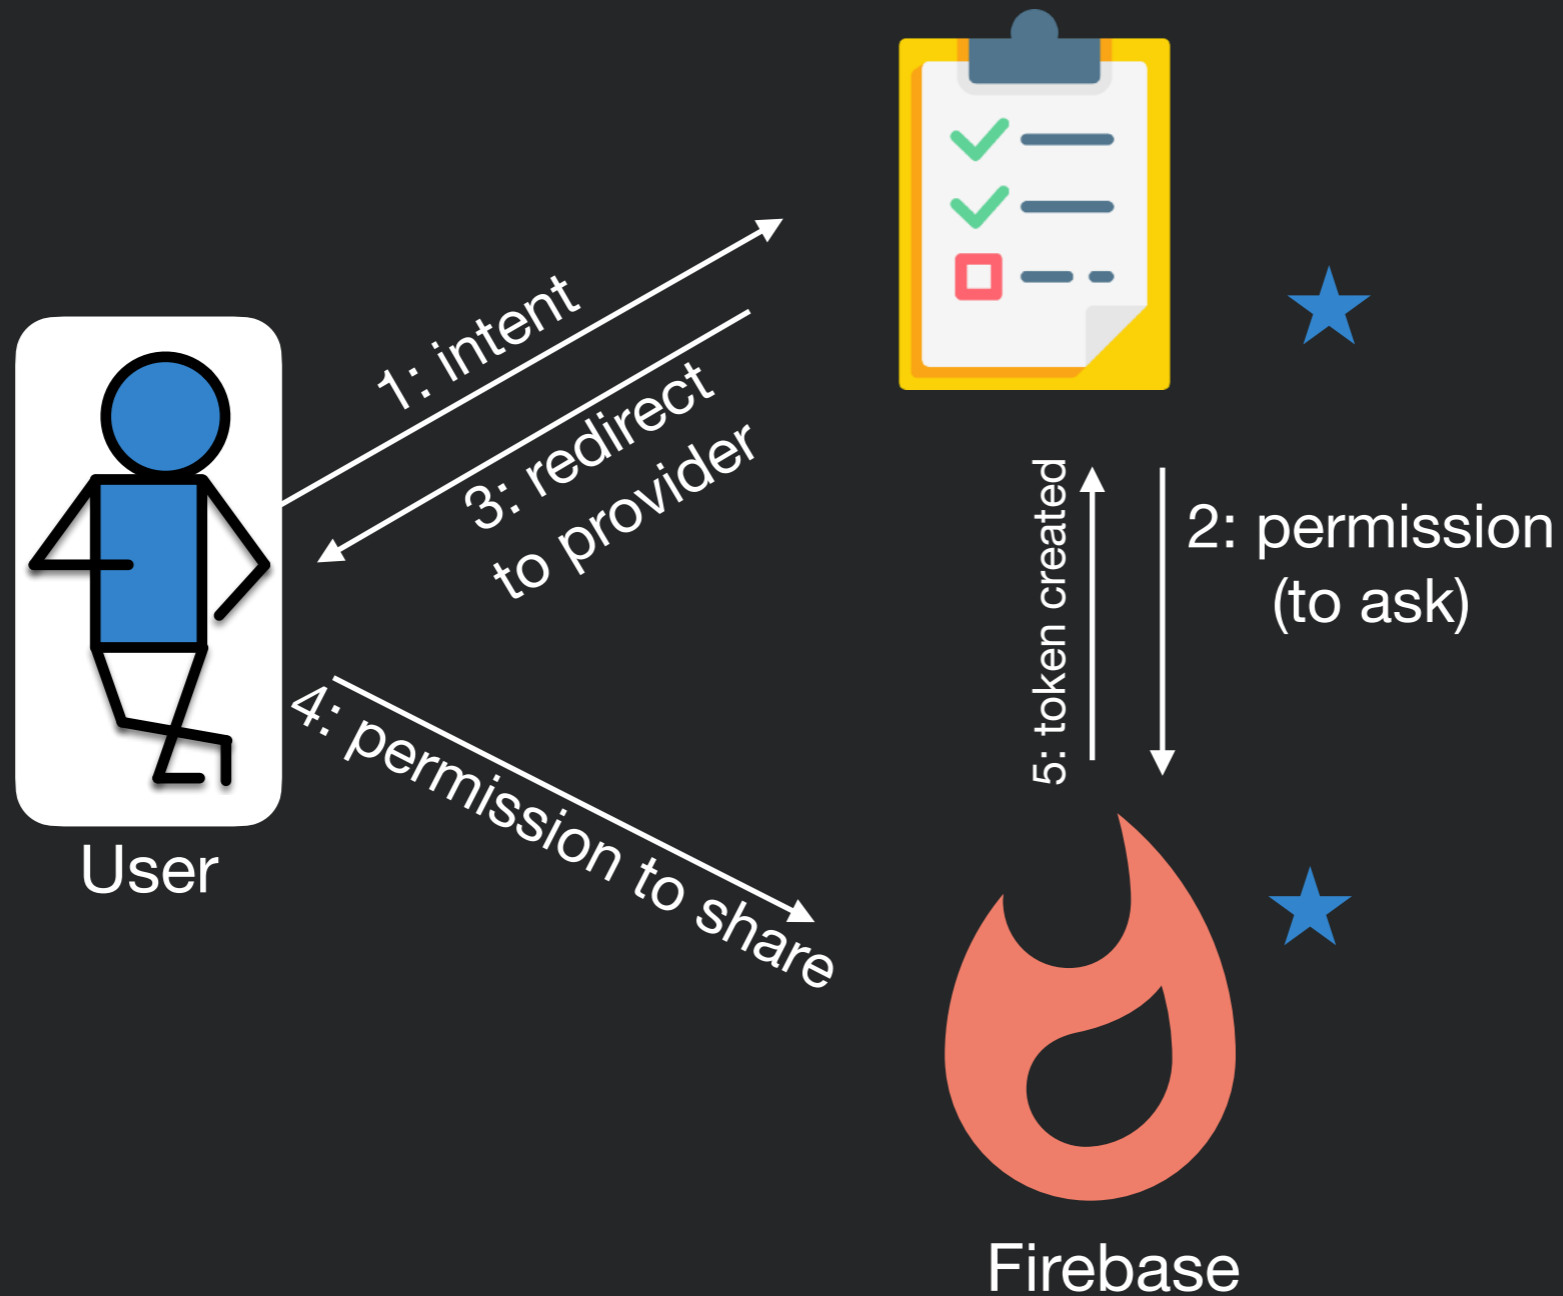 1: intent
3: redirect
to provider
5: token created
2: permission
(to ask)
4: permission to share
User
Firebase